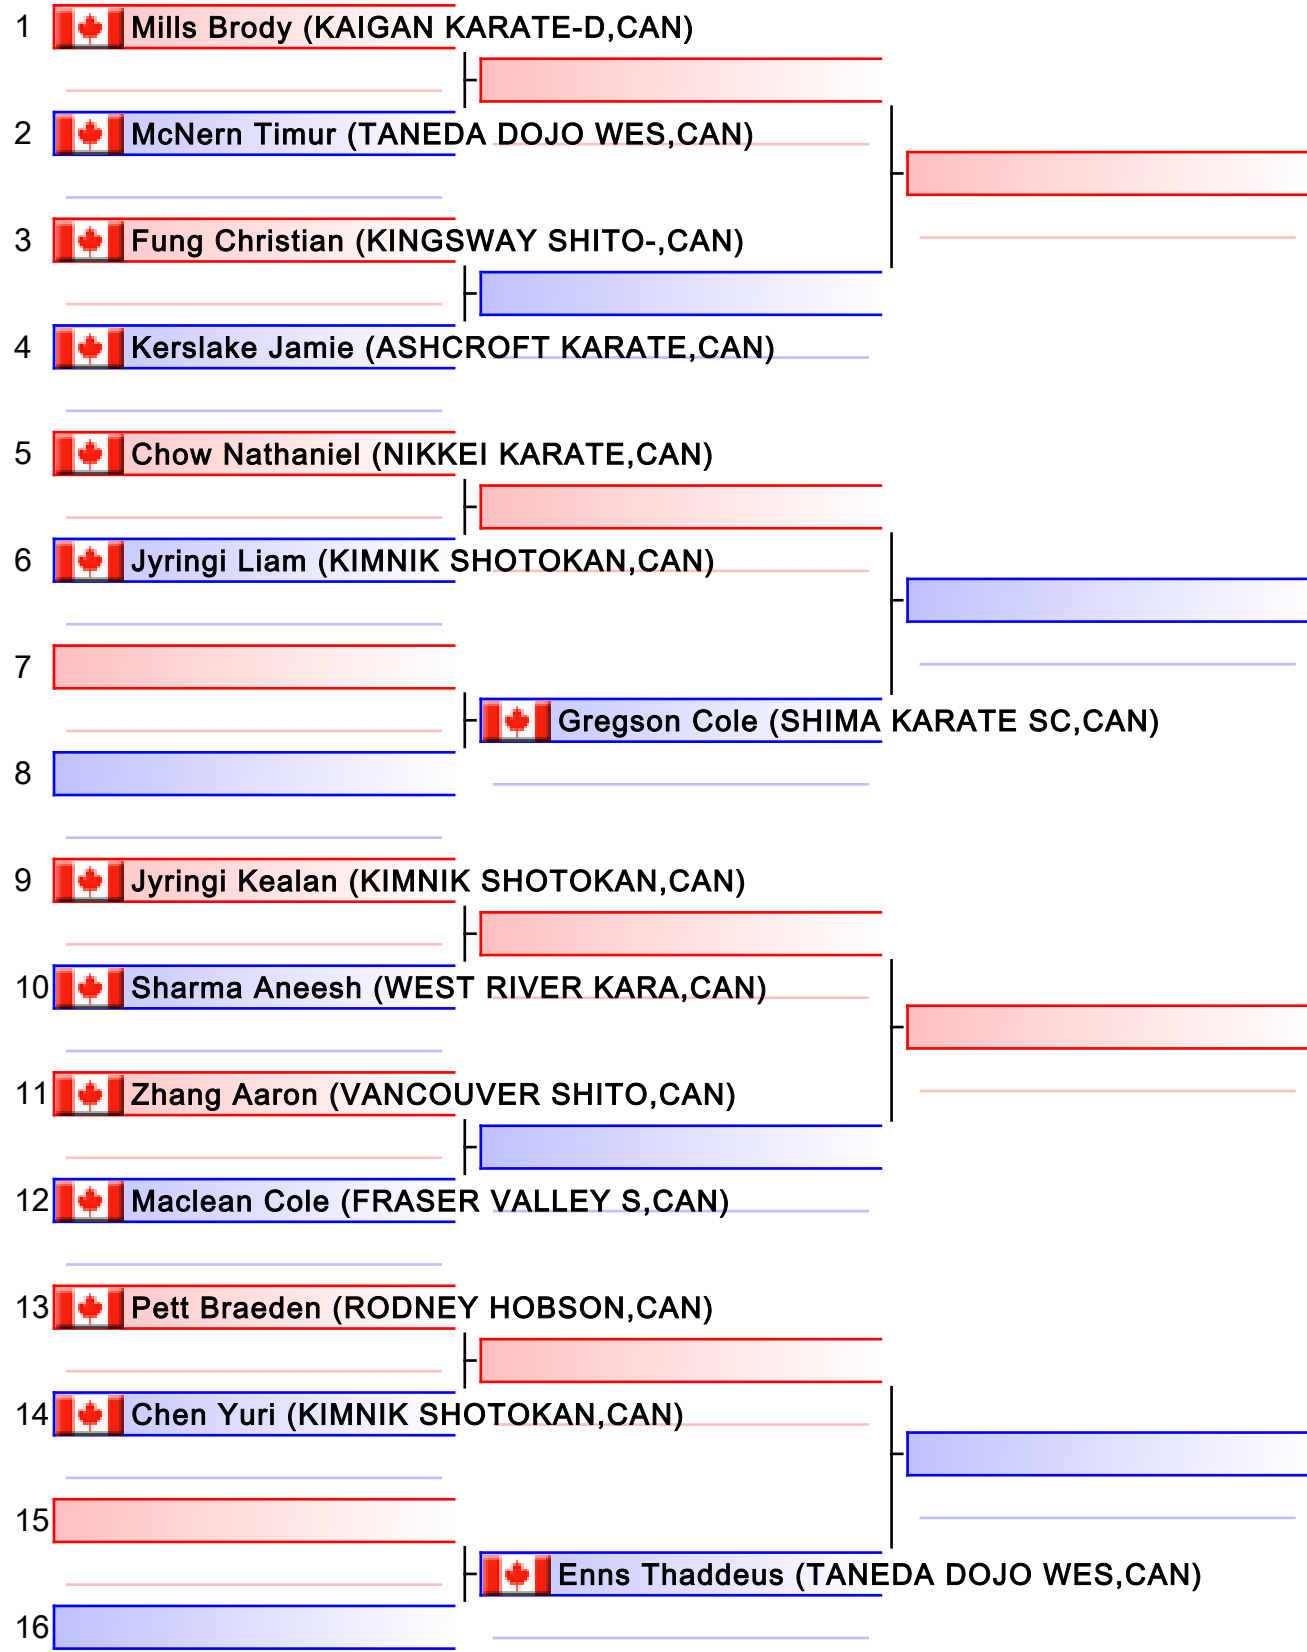 1 Mills Brody (KAIGAN KARATE-D,CAN)
2 McNern Timur (TANEDA DOJO WES,CAN)
3 Fung Christian (KINGSWAY SHITO-,CAN)
4 Kerslake Jamie (ASHCROFT KARATE,CAN)
5 Chow Nathaniel (NIKKEI KARATE,CAN)
6 Jyringi Liam (KIMNIK SHOTOKAN,CAN)
7
Gregson Cole (SHIMA KARATE SC,CAN)
8
9 Jyringi Kealan (KIMNIK SHOTOKAN,CAN)
10 Sharma Aneesh (WEST RIVER KARA,CAN)
11 Zhang Aaron (VANCOUVER SHITO,CAN)
12 Maclean Cole (FRASER VALLEY S,CAN)
13 Pett Braeden (RODNEY HOBSON,CAN)
14 Chen Yuri (KIMNIK SHOTOKAN,CAN)
15
Enns Thaddeus (TANEDA DOJO WES,CAN)
16